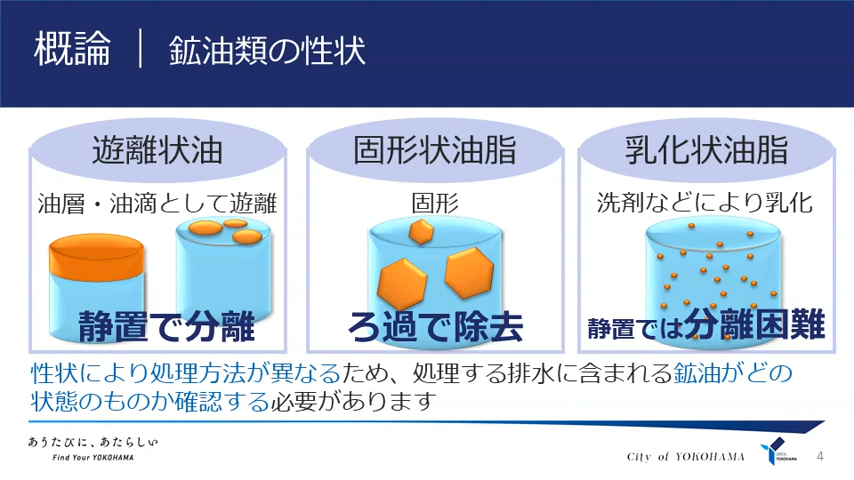 概論 | 鉱油類の性状
遊離状油
油層・油滴として遊離
静置で分離
固形状油脂
固形
ろ過で除去
乳化状油脂
洗剤などにより乳化
静置では分離困難
性状により処理方法が異なるため、処理する排水に含まれる鉱油がどの
状態のものか確認する必要があります
あうたびに、あたらしい
Find Your YOKOHAMA
City of YOKOHAMA
OPEN
YOKOHAMA
4